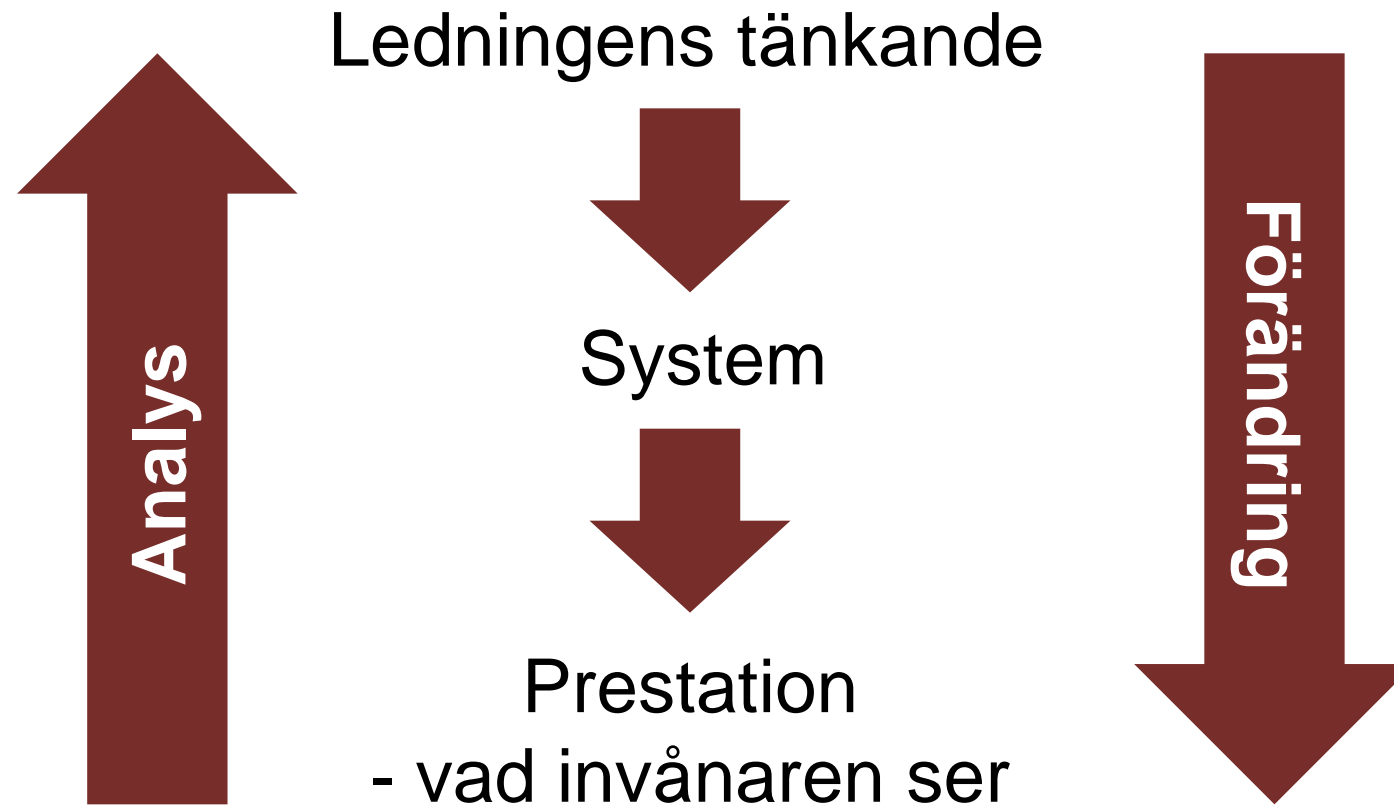 Ledningens tänkande
Analys
System
Förändring
Prestation
- vad invånaren ser